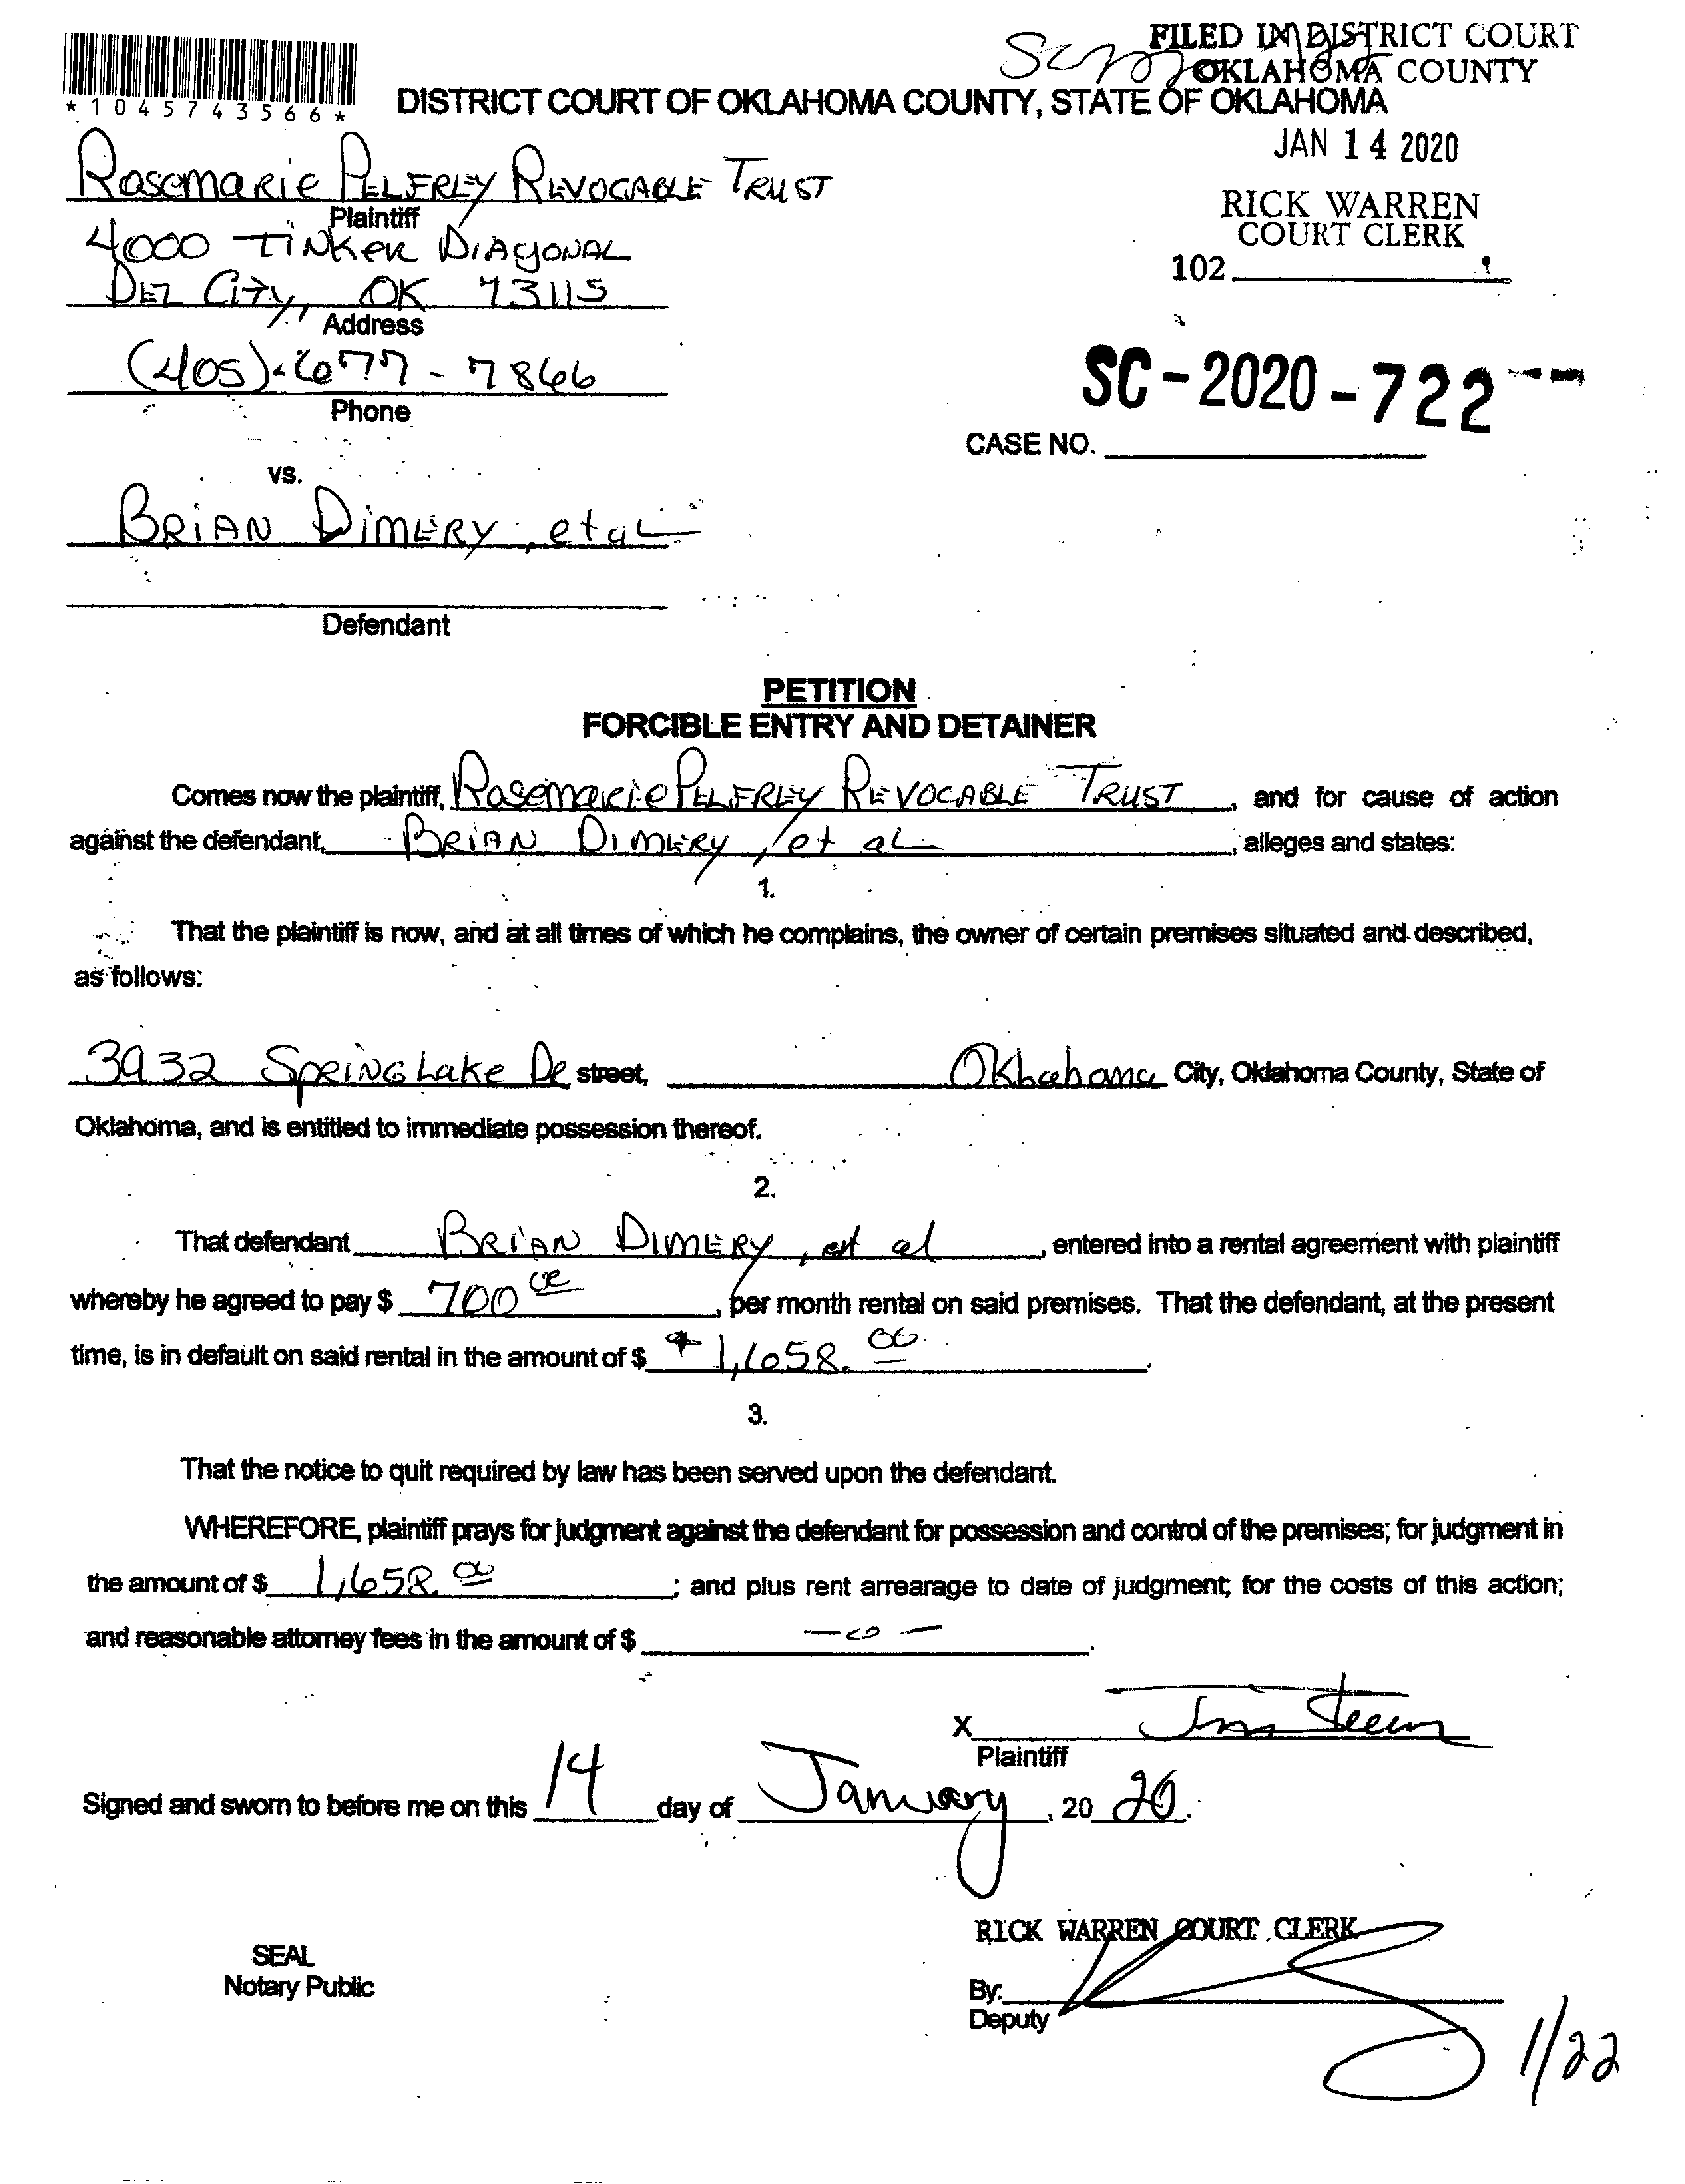 FILED IN DISTRICT COURT
OKLAHOMA COUNTY
*1045743566*
DISTRICT COURT OF OKLAHOMA COUNTY, STATE OF OKLAHOMA
JAN 14 2020
Rosemarie Pelfrey Revocable Trust
Plaintiff
RICK WARREN
COURT CLERK
4000 Tinker Diagonal
102
Del City, OK 73115
Address
(405)-677-7866
Phone
SC-2020-722
CASE NO.
vs.
Brian Dimery, et al
Defendant
PETITION
FORCIBLE ENTRY AND DETAINER
Comes now the plaintiff, Rosemarie Pelfrey Revocable Trust, and for cause of action
against the defendant, Brian Dimery, et al, alleges and states:
1.
That the plaintiff is now, and at all times of which he complains, the owner of certain premises situated and described,
as follows:
3932 Spring Lake Dr street, Oklahoma City, Oklahoma County, State of
Oklahoma, and is entitled to immediate possession thereof.
2.
That defendant Brian Dimery, et al, entered into a rental agreement with plaintiff
whereby he agreed to pay $ 700 00, per month rental on said premises. That the defendant, at the present
time, is in default on said rental in the amount of $ 1,658. 00.
3.
That the notice to quit required by law has been served upon the defendant.
WHEREFORE, plaintiff prays for judgment against the defendant for possession and control of the premises; for judgment in
the amount of $ 1,658. 00; and plus rent arrearage to date of judgment; for the costs of this action;
and reasonable attorney fees in the amount of $ -0-.
X
Plaintiff
Signed and sworn to before me on this 14 day of January, 20 20.
RICK WARREN COURT CLERK
SEAL
Notary Public
By:
Deputy
1/22